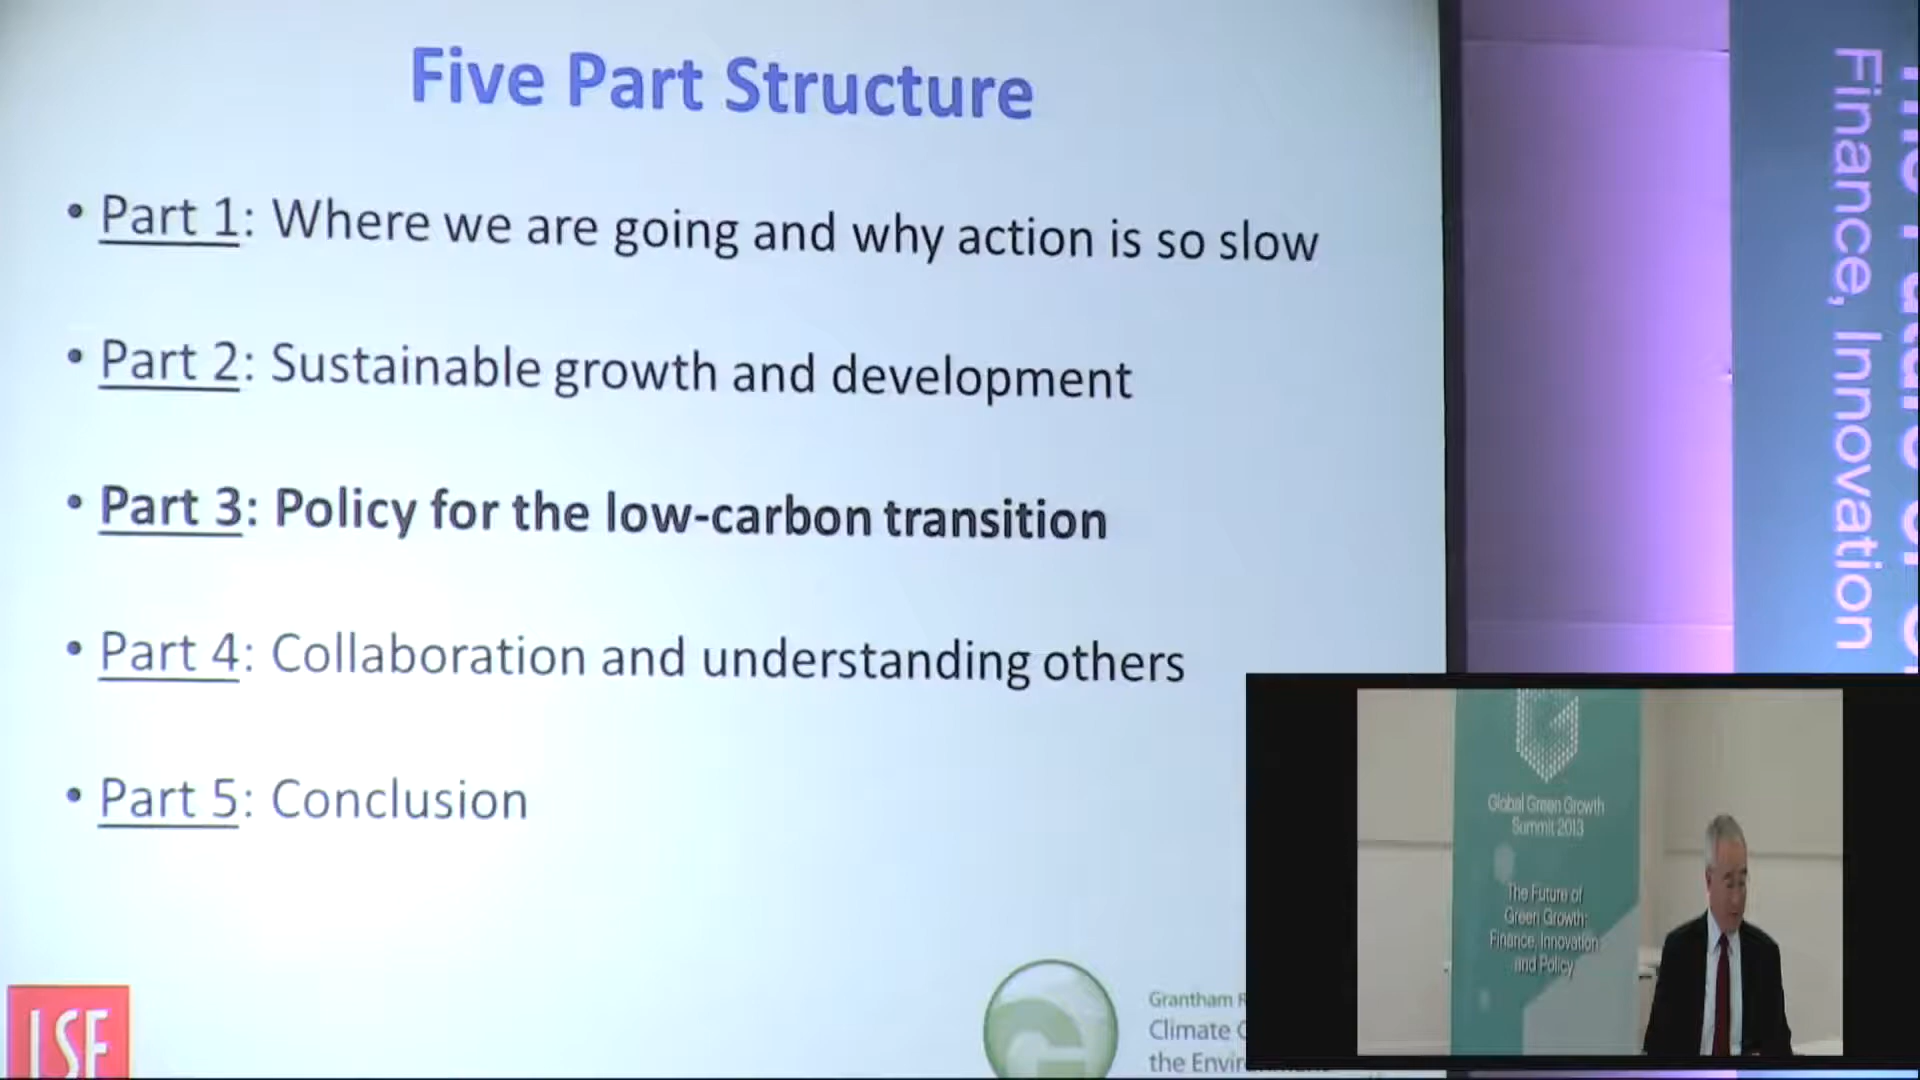 Five Part Structure
• Part 1: Where we are going and why action is so slow
• Part 2: Sustainable growth and development
• Part 3: Policy for the low-carbon transition
• Part 4: Collaboration and understanding others
• Part 5: Conclusion
LSE
Grantham
Climate
the
Finance, Innovation
Global Green Growth
Summit 2013
The Future of
Green Growth:
Finance, Innovation
and Policy